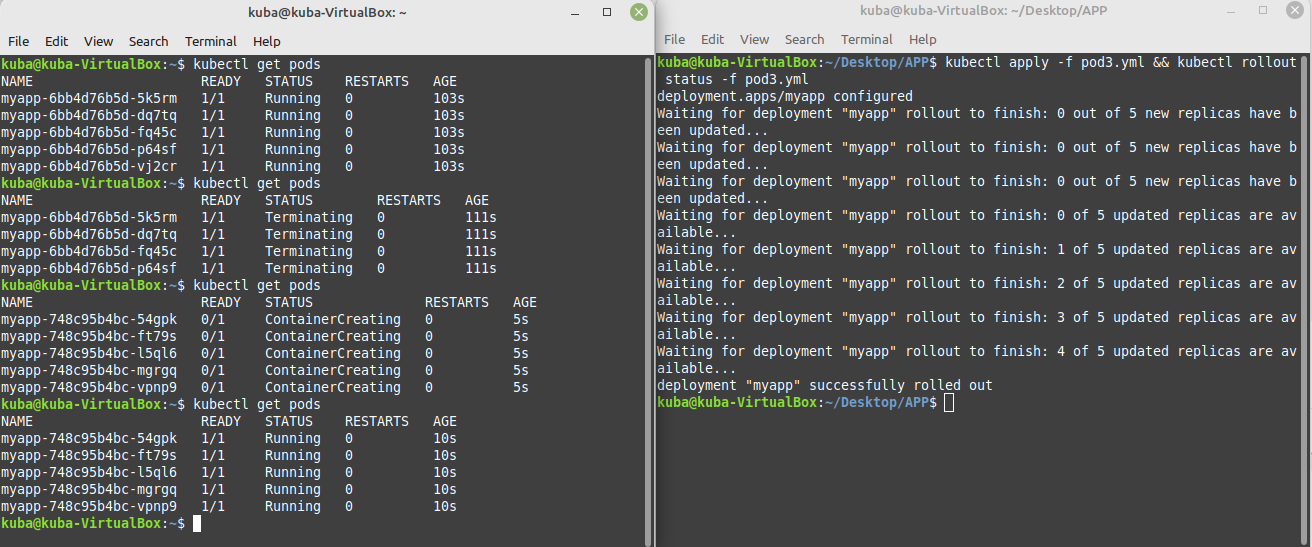 kuba@kuba-VirtualBox: ~
File Edit View Search Terminal Help
kuba@kuba-VirtualBox:~$ kubectl get pods
NAME READY STATUS RESTARTS AGE
myapp-6bb4d76b5d-5k5rm 1/1 Running 0 103s
myapp-6bb4d76b5d-dq7tq 1/1 Running 0 103s
myapp-6bb4d76b5d-fq45c 1/1 Running 0 103s
myapp-6bb4d76b5d-p64sf 1/1 Running 0 103s
myapp-6bb4d76b5d-vj2cr 1/1 Running 0 103s
kuba@kuba-VirtualBox:~$ kubectl get pods
NAME READY STATUS RESTARTS AGE
myapp-6bb4d76b5d-5k5rm 1/1 Terminating 0 111s
myapp-6bb4d76b5d-dq7tq 1/1 Terminating 0 111s
myapp-6bb4d76b5d-fq45c 1/1 Terminating 0 111s
myapp-6bb4d76b5d-p64sf 1/1 Terminating 0 111s
kuba@kuba-VirtualBox:~$ kubectl get pods
NAME READY STATUS RESTARTS AGE
myapp-748c95b4bc-54gpk 0/1 ContainerCreating 0 5s
myapp-748c95b4bc-ft79s 0/1 ContainerCreating 0 5s
myapp-748c95b4bc-l5ql6 0/1 ContainerCreating 0 5s
myapp-748c95b4bc-mgrgq 0/1 ContainerCreating 0 5s
myapp-748c95b4bc-vpnp9 0/1 ContainerCreating 0 5s
kuba@kuba-VirtualBox:~$ kubectl get pods
NAME READY STATUS RESTARTS AGE
myapp-748c95b4bc-54gpk 1/1 Running 0 10s
myapp-748c95b4bc-ft79s 1/1 Running 0 10s
myapp-748c95b4bc-l5ql6 1/1 Running 0 10s
myapp-748c95b4bc-mgrgq 1/1 Running 0 10s
myapp-748c95b4bc-vpnp9 1/1 Running 0 10s
kuba@kuba-VirtualBox:~$
kuba@kuba-VirtualBox: ~/Desktop/APP
File Edit View Search Terminal Help
kuba@kuba-VirtualBox:~/Desktop/APP$ kubectl apply -f pod3.yml && kubectl rollout
 status -f pod3.yml
deployment.apps/myapp configured
Waiting for deployment "myapp" rollout to finish: 0 out of 5 new replicas have b
een updated...
Waiting for deployment "myapp" rollout to finish: 0 out of 5 new replicas have b
een updated...
Waiting for deployment "myapp" rollout to finish: 0 out of 5 new replicas have b
een updated...
Waiting for deployment "myapp" rollout to finish: 0 of 5 updated replicas are av
ailable...
Waiting for deployment "myapp" rollout to finish: 1 of 5 updated replicas are av
ailable...
Waiting for deployment "myapp" rollout to finish: 2 of 5 updated replicas are av
ailable...
Waiting for deployment "myapp" rollout to finish: 3 of 5 updated replicas are av
ailable...
Waiting for deployment "myapp" rollout to finish: 4 of 5 updated replicas are av
ailable...
deployment "myapp" successfully rolled out
kuba@kuba-VirtualBox:~/Desktop/APP$